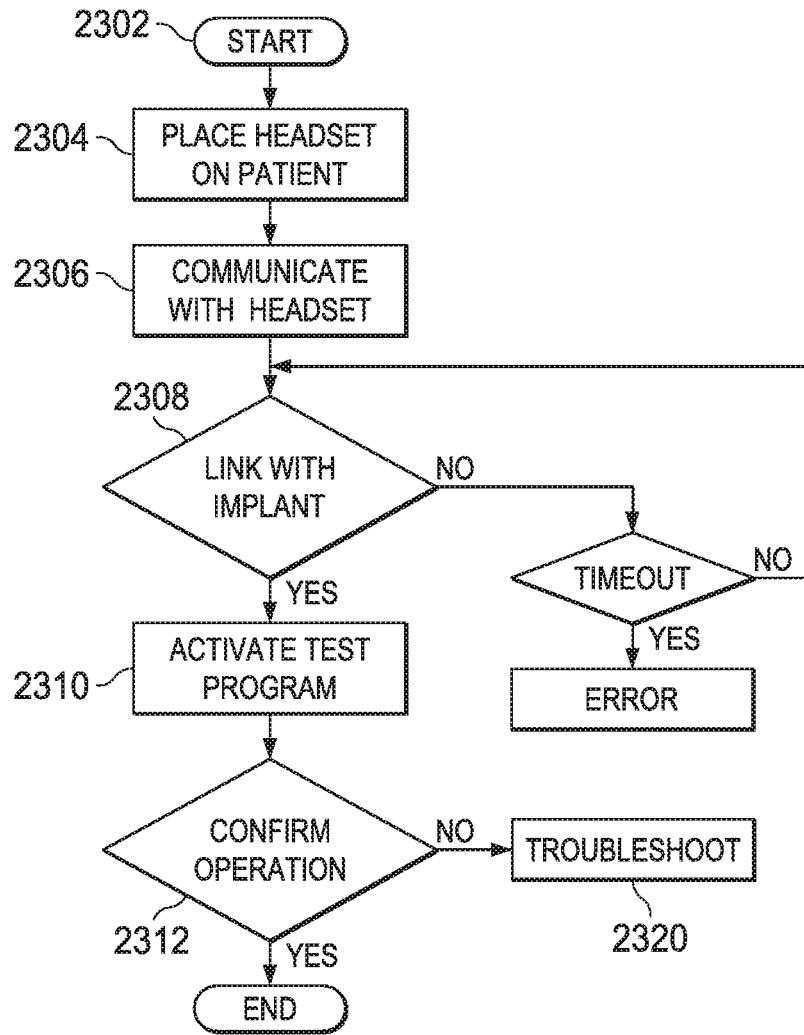 2302
START
2304
PLACE HEADSET
ON PATIENT
2306
COMMUNICATE
WITH HEADSET
2308
LINK WITH
IMPLANT
NO
YES
TIMEOUT
NO
YES
ERROR
2310
ACTIVATE TEST
PROGRAM
CONFIRM
OPERATION
2312
NO
YES
TROUBLESHOOT
2320
END